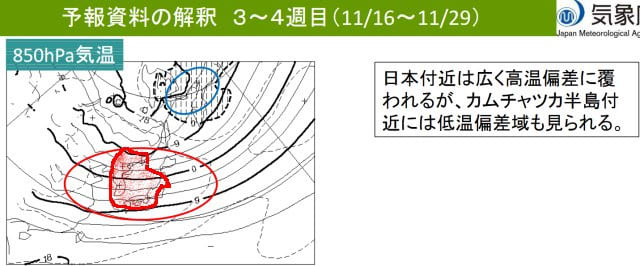 予報資料の解釈 3～4週目（11/16～11/29）
気象
Japan Meteorological Ag
850hPa気温
日本付近は広く高温偏差に覆
われるが、カムチャツカ半島付
近には低温偏差域も見られる。
-18
-9
0
9
18